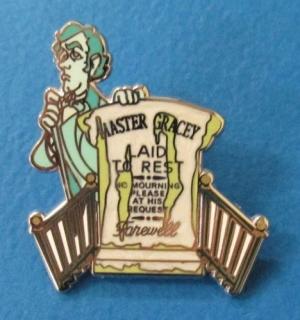 MASTER GRACEY
LAID
TO REST
NO MOURNING
PLEASE
AT HIS
REQUEST
Farewell